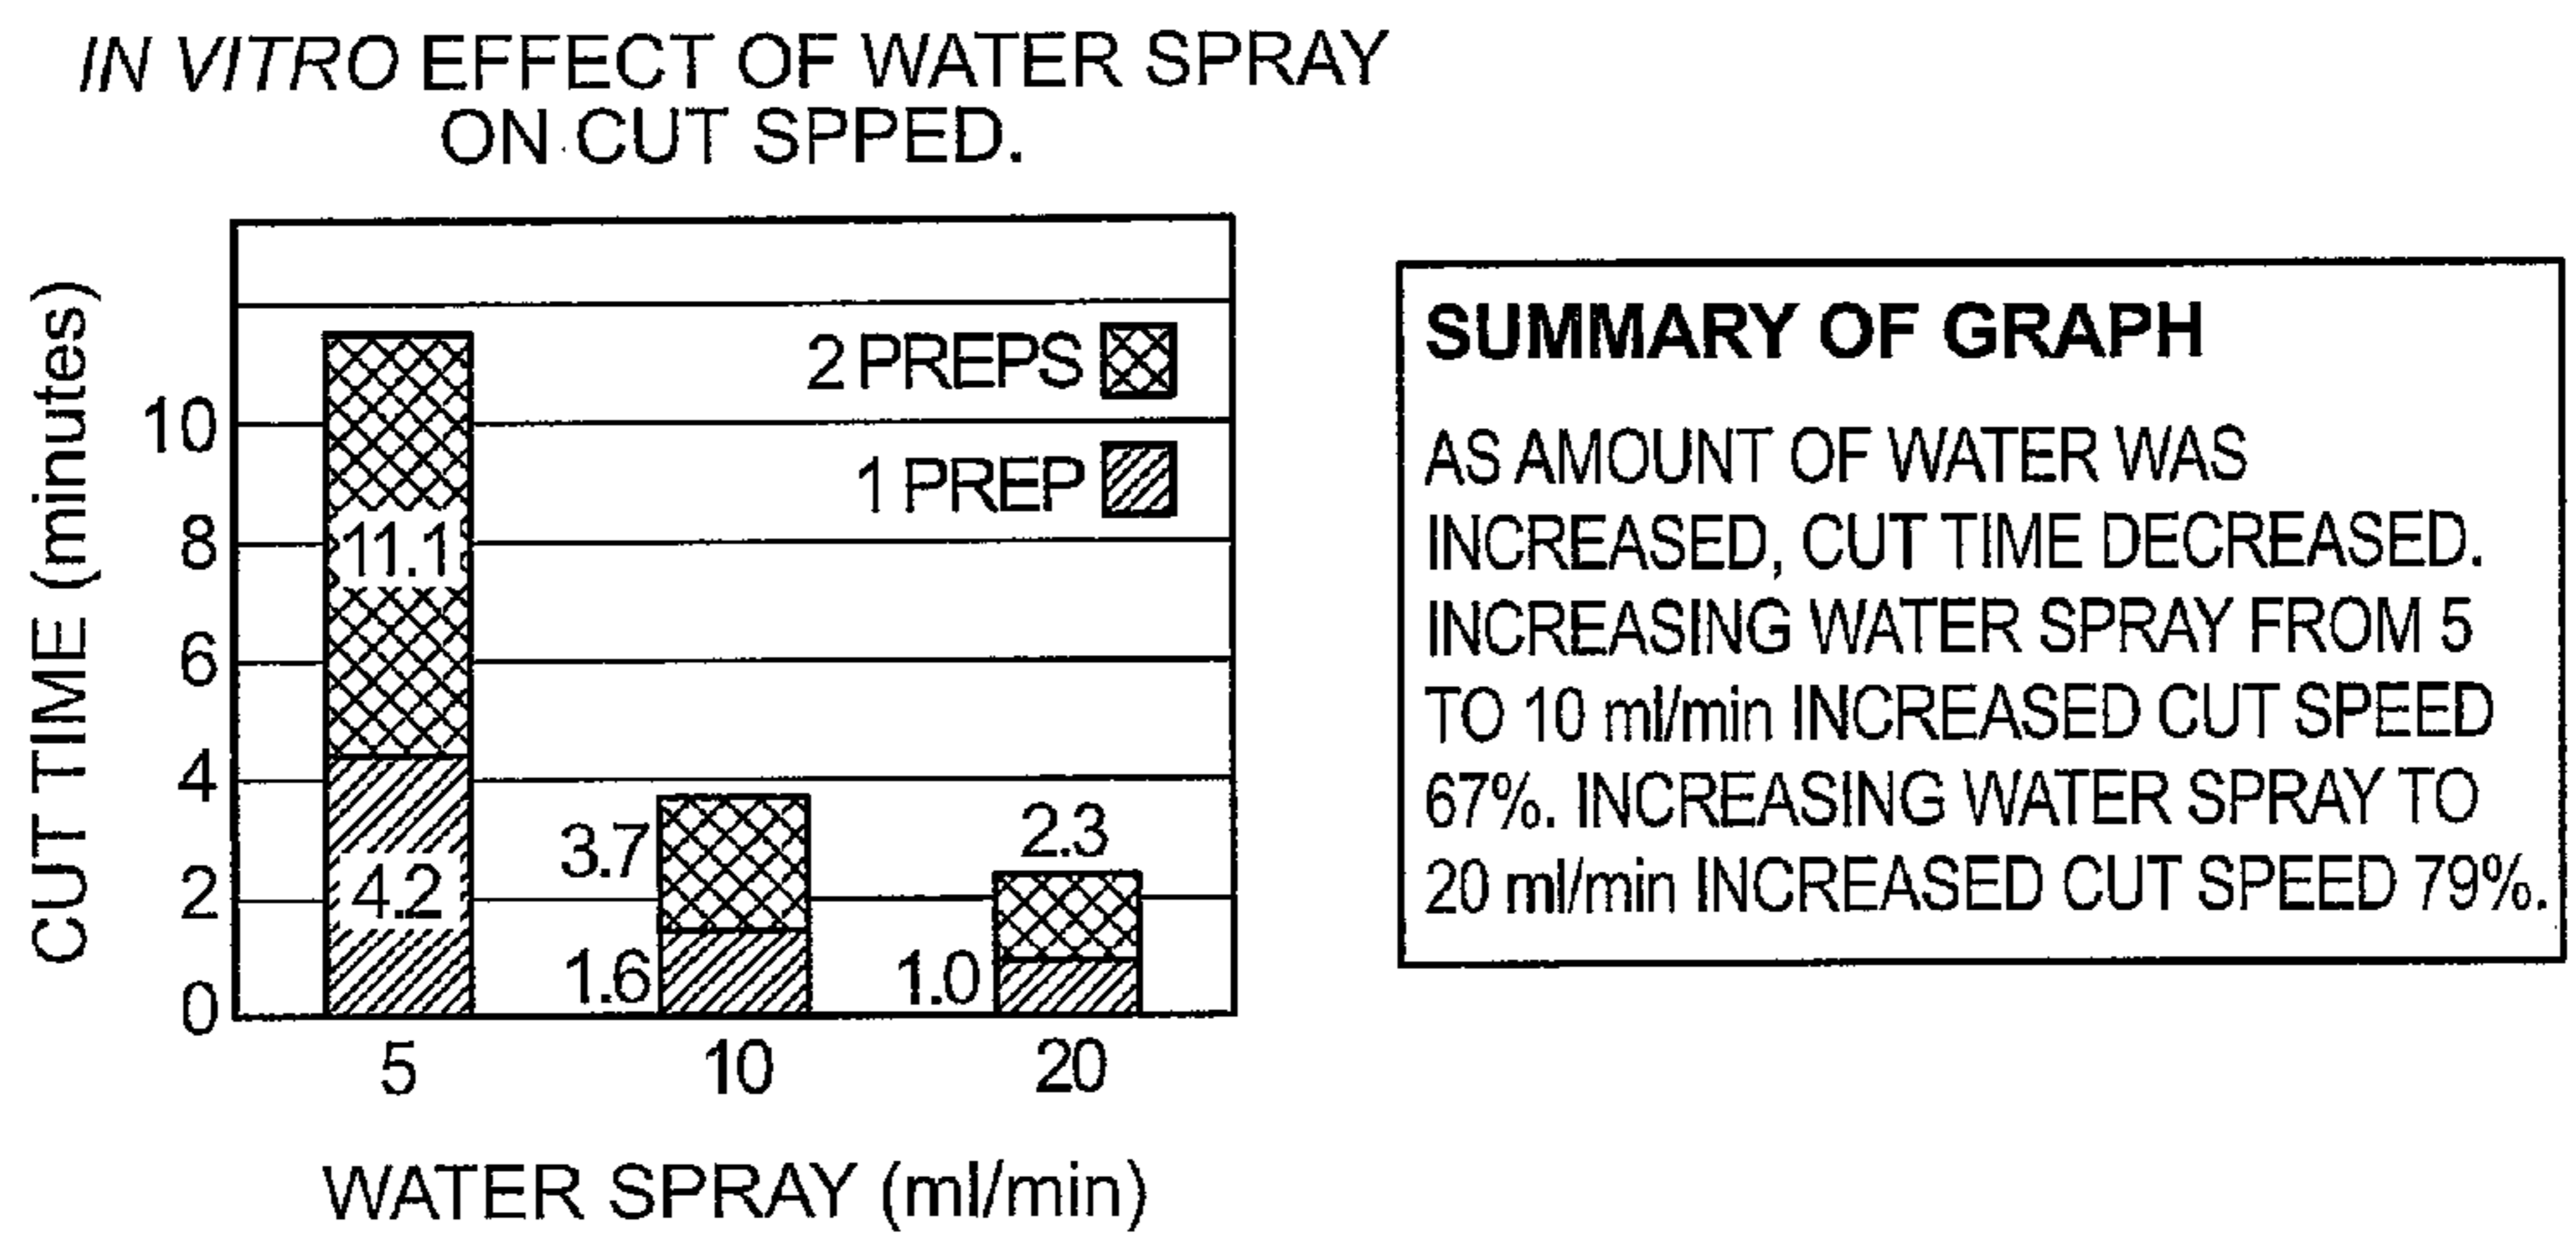 IN VITRO EFFECT OF WATER SPRAY
ON CUT SPPED.
CUT TIME (minutes)
10
8
6
4
2
0
2 PREPS
1 PREP
11.1
4.2
3.7
1.6
2.3
1.0
5
10
20
WATER SPRAY (ml/min)
SUMMARY OF GRAPH
AS AMOUNT OF WATER WAS
INCREASED, CUT TIME DECREASED.
INCREASING WATER SPRAY FROM 5
TO 10 ml/min INCREASED CUT SPEED
67%. INCREASING WATER SPRAY TO
20 ml/min INCREASED CUT SPEED 79%.